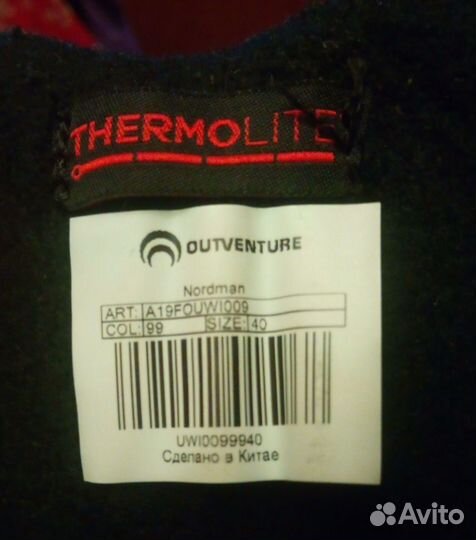 THERMOLITE
OUTVENTURE
Nordman
ART: A19FOUWI009
COL: 99 SIZE: 40
UWI0099940
Сделано в Китае
Avito